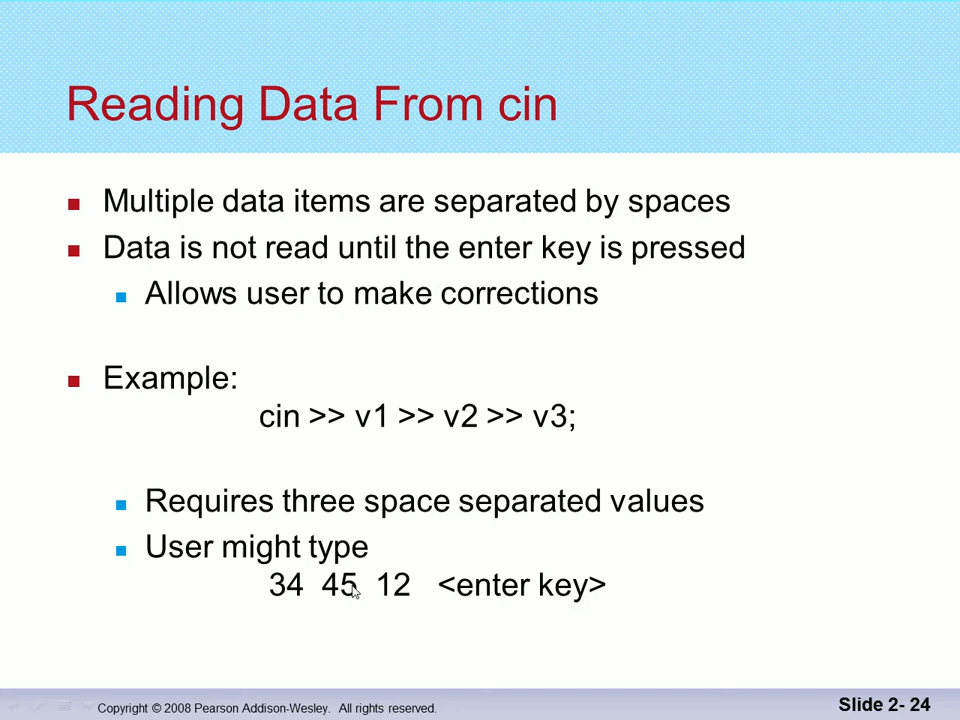 Reading Data From cin
Multiple data items are separated by spaces
Data is not read until the enter key is pressed
Allows user to make corrections
Example:
cin >> v1 >> v2 >> v3;
Requires three space separated values
User might type
34 45 12 <enter key>
Copyright © 2008 Pearson Addison-Wesley. All rights reserved.
Slide 2- 24